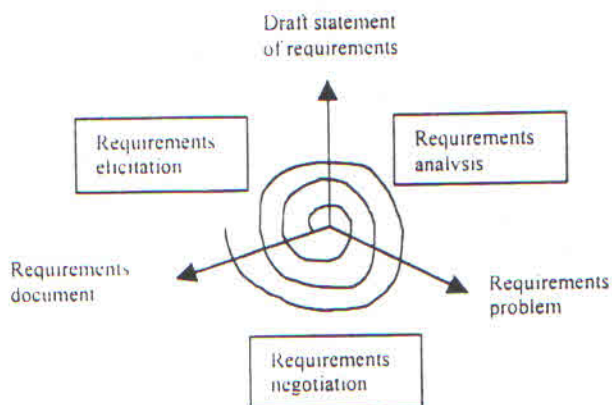 Draft statement
of requirements
Requirements
elicitation
Requirements
analysis
Requirements
document
Requirements
problem
Requirements
negotiation